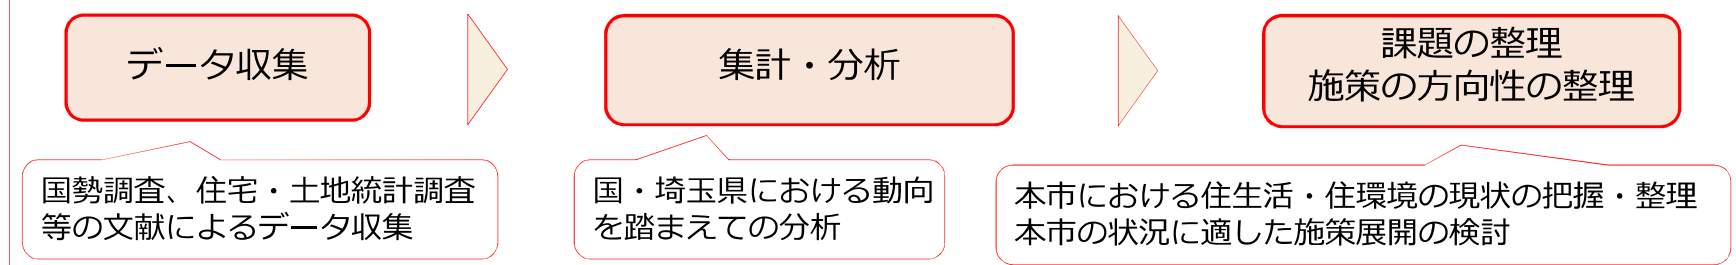 データ収集
集計・分析
課題の整理
施策の方向性の整理
国勢調査、住宅・土地統計調査
等の文献によるデータ収集
国・埼玉県における動向
を踏まえての分析
本市における住生活・住環境の現状の把握・整理
本市の状況に適した施策展開の検討